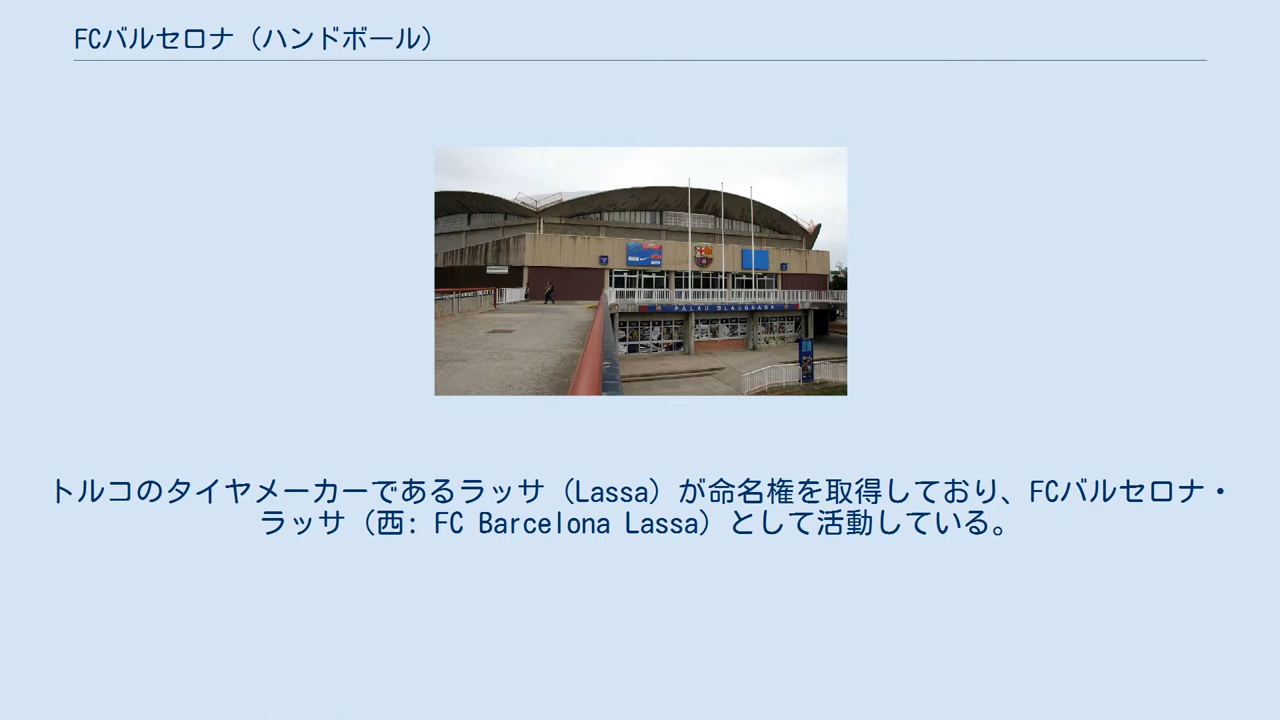 FCバルセロナ（ハンドボール）
PALAU BLAUGRANA
トルコのタイヤメーカーであるラッサ（Lassa）が命名権を取得しており、FCバルセロナ・
ラッサ（西: FC Barcelona Lassa）として活動している。